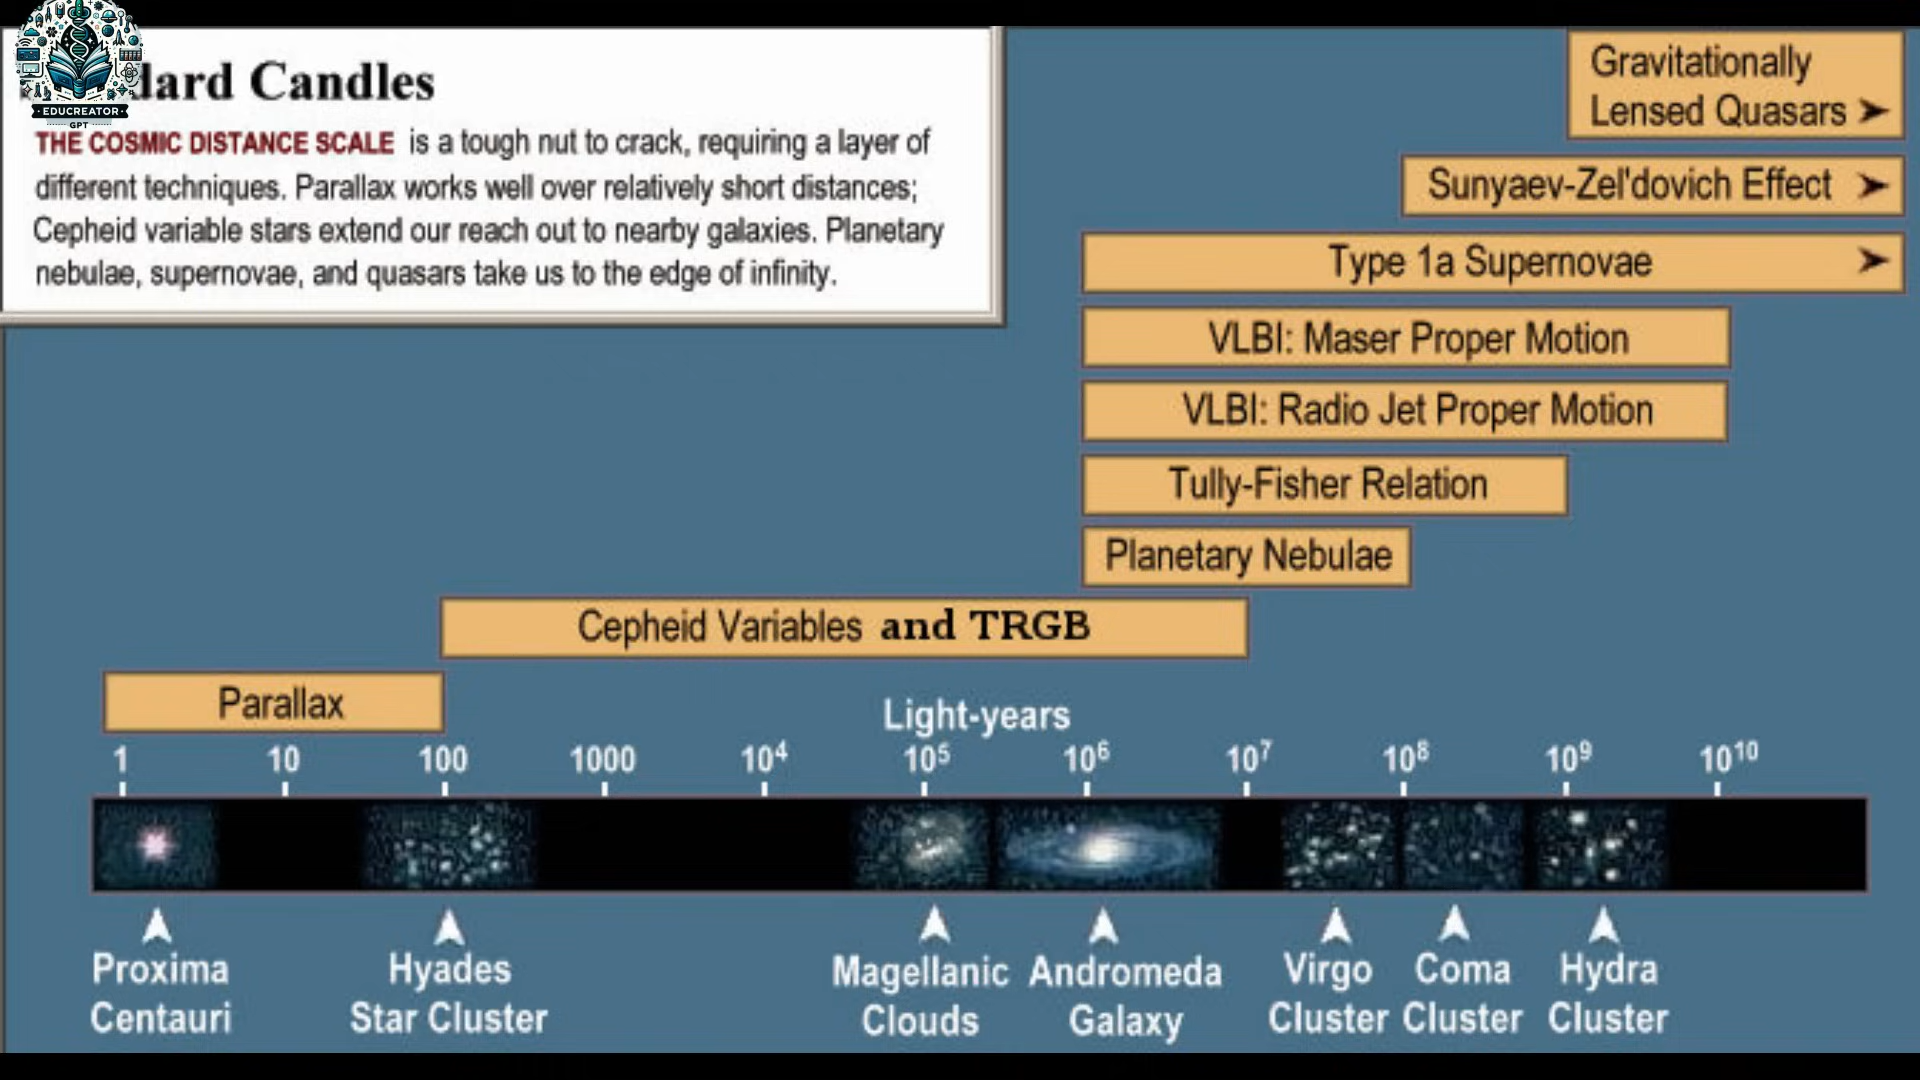 dard Candles
EDUCREATOR
GPT
THE COSMIC DISTANCE SCALE is a tough nut to crack, requiring a layer of
different techniques. Parallax works well over relatively short distances;
Cepheid variable stars extend our reach out to nearby galaxies. Planetary
nebulae, supernovae, and quasars take us to the edge of infinity.
Gravitationally
Lensed Quasars
Sunyaev-Zel'dovich Effect
Type 1a Supernovae
VLBI: Maser Proper Motion
VLBI: Radio Jet Proper Motion
Tully-Fisher Relation
Planetary Nebulae
Cepheid Variables and TRGB
Parallax
Light-years
1 10 100 1000 10⁴ 10⁵ 10⁶ 10⁷ 10⁸ 10⁹ 10¹⁰
Proxima
Centauri
Hyades
Star Cluster
Magellanic
Clouds
Andromeda
Galaxy
Virgo
Cluster
Coma
Cluster
Hydra
Cluster